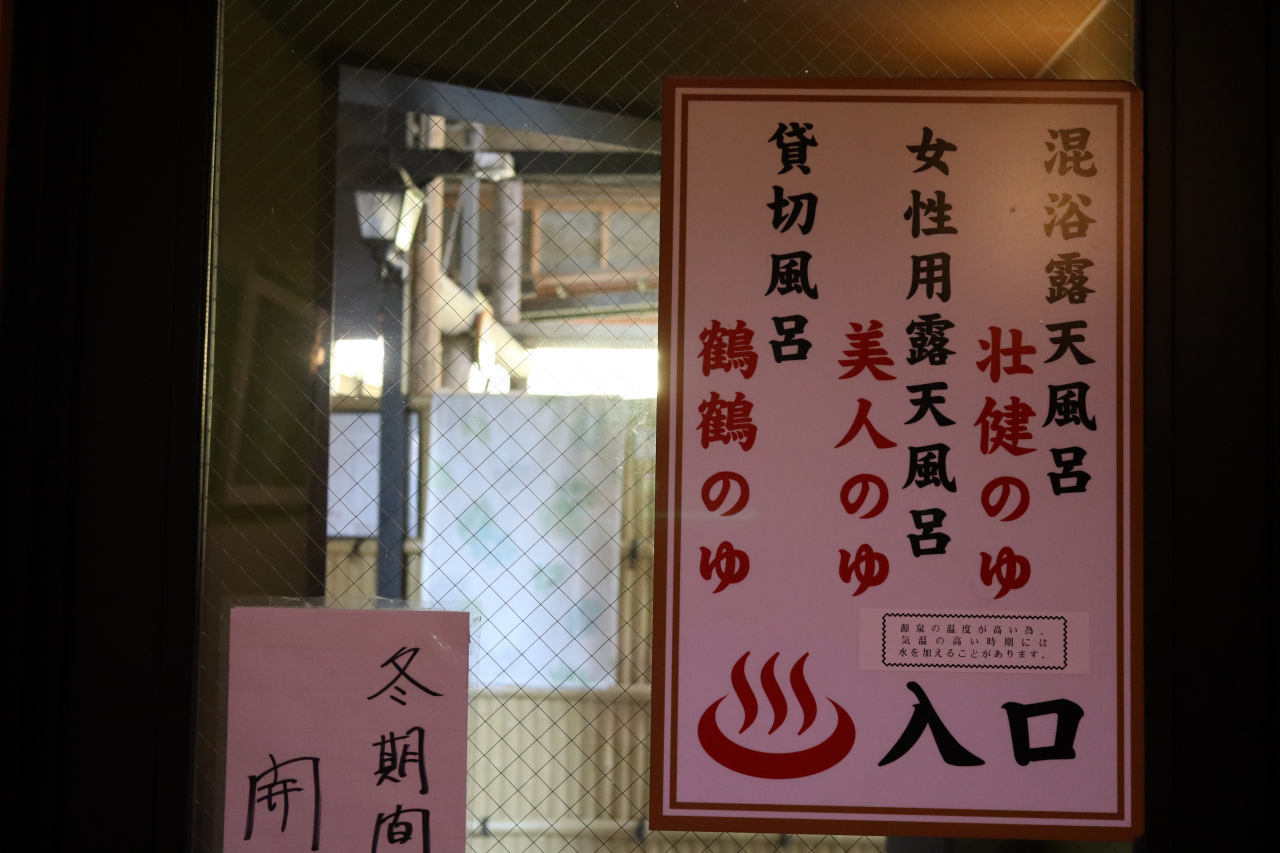 混浴露天風呂
壮健のゆ
女性用露天風呂
美人のゆ
貸切風呂
鶴鶴のゆ
源泉の温度が高い為、
気温の高い時期には
水を加えることがあります。
入口
冬期間
開